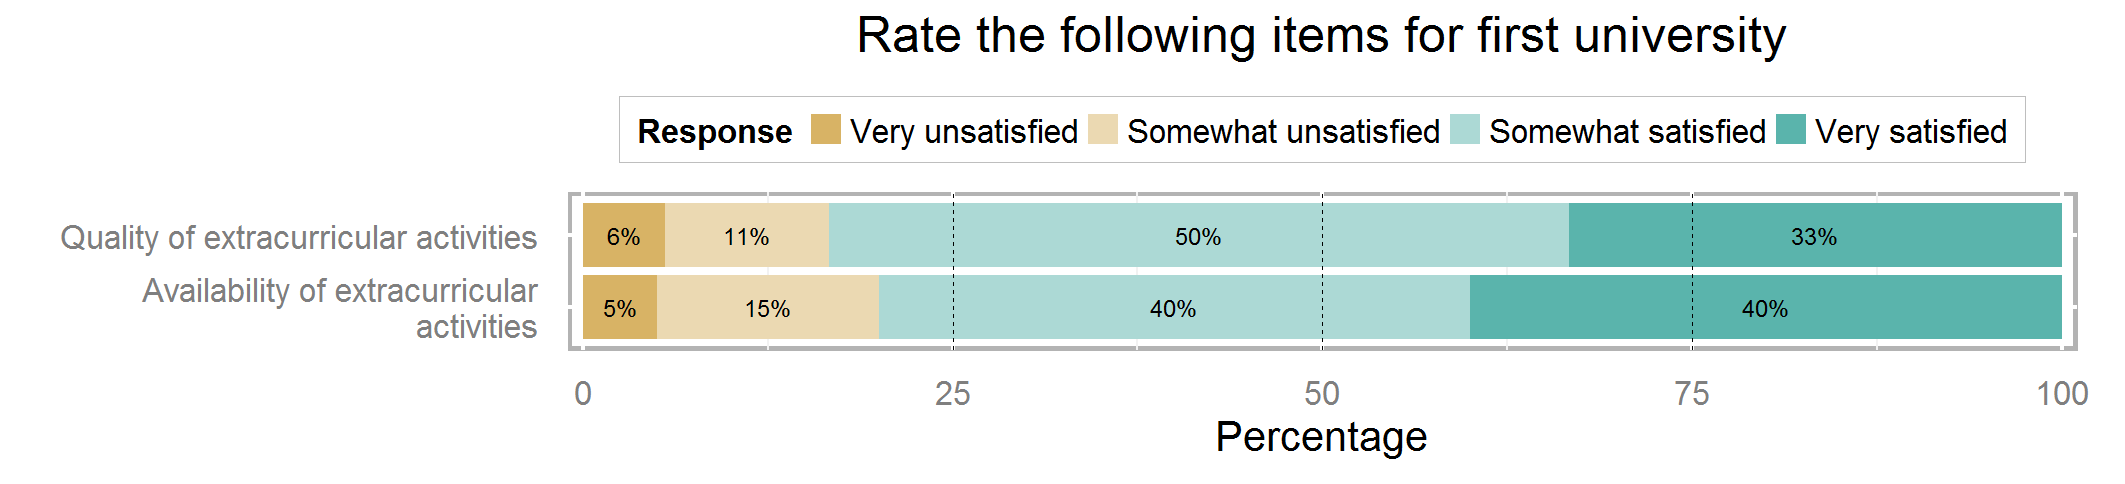 Rate the following items for first university
Response Very unsatisfied Somewhat unsatisfied Somewhat satisfied Very satisfied
Quality of extracurricular activities 6% 11% 50% 33%
Availability of extracurricular
activities
5% 15% 40% 40%
0 25 50 75 100
Percentage